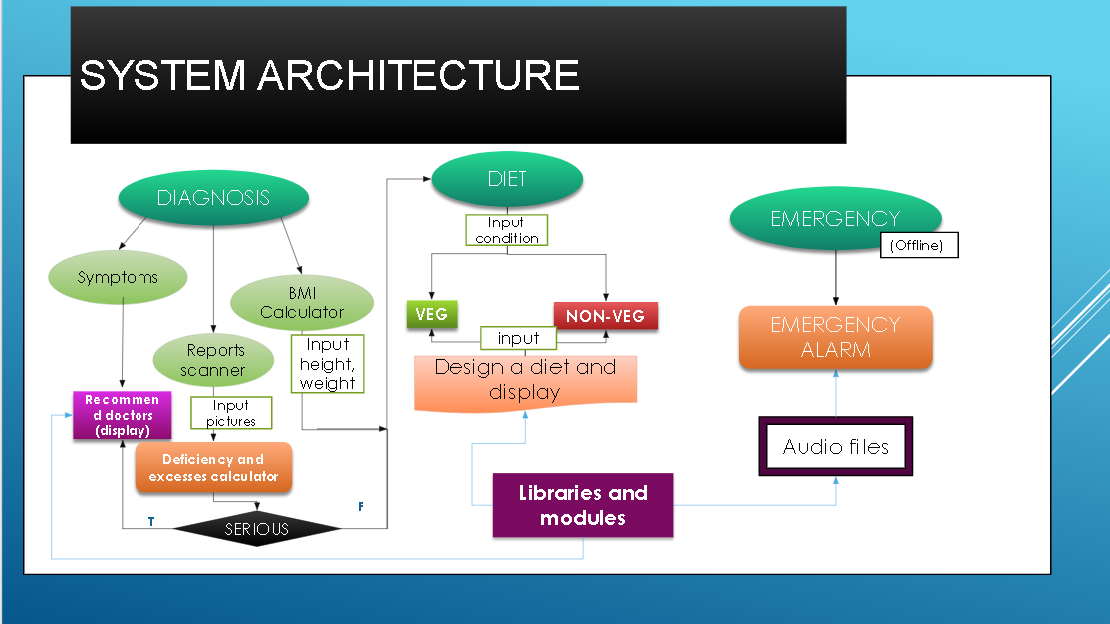 SYSTEM ARCHITECTURE
DIAGNOSIS
Symptoms
BMI
Calculator
Reports
scanner
Input
height,
weight
Recommen
d doctors
(display)
Input
pictures
Deficiency and
excesses calculator
T
SERIOUS
F
DIET
Input
condition
VEG
NON-VEG
input
Design a diet and
display
Libraries and
modules
EMERGENCY
(Offline)
EMERGENCY
ALARM
Audio files